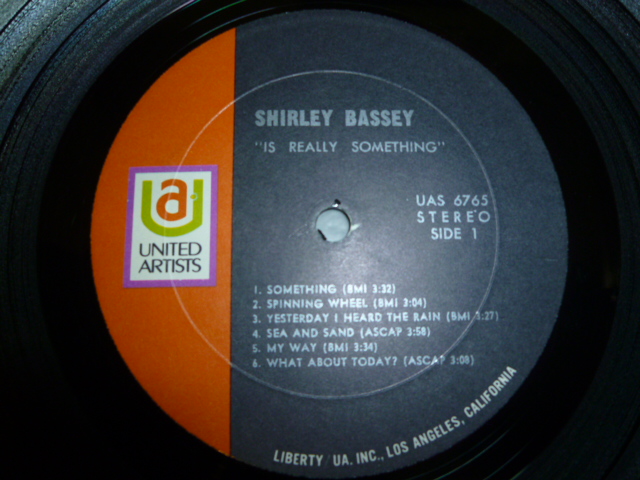 SHIRLEY BASSEY
"IS REALLY SOMETHING"
UAS 6765
STEREO
SIDE 1
ua
UNITED
ARTISTS
1. SOMETHING (BMI 3:32)
2. SPINNING WHEEL (BMI 3:04)
3. YESTERDAY I HEARD THE RAIN (BMI 3:27)
4. SEA AND SAND (ASCAP 3:58)
5. MY WAY (BMI 3:34)
6. WHAT ABOUT TODAY? (ASCAP 3:08)
LIBERTY/UA. INC., LOS ANGELES, CALIFORNIA